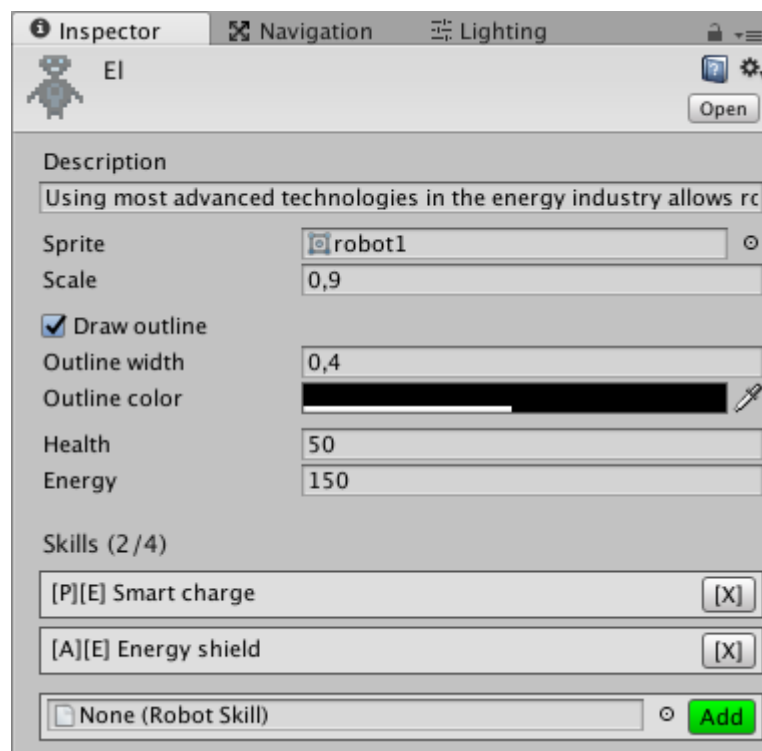 Inspector Navigation Lighting
El
Open
Description
Using most advanced technologies in the energy industry allows
Sprite robot1
Scale 0,9
Draw outline
Outline width 0,4
Outline color
Health 50
Energy 150
Skills (2/4)
[P][E] Smart charge [X]
[A][E] Energy shield [X]
None (Robot Skill) Add